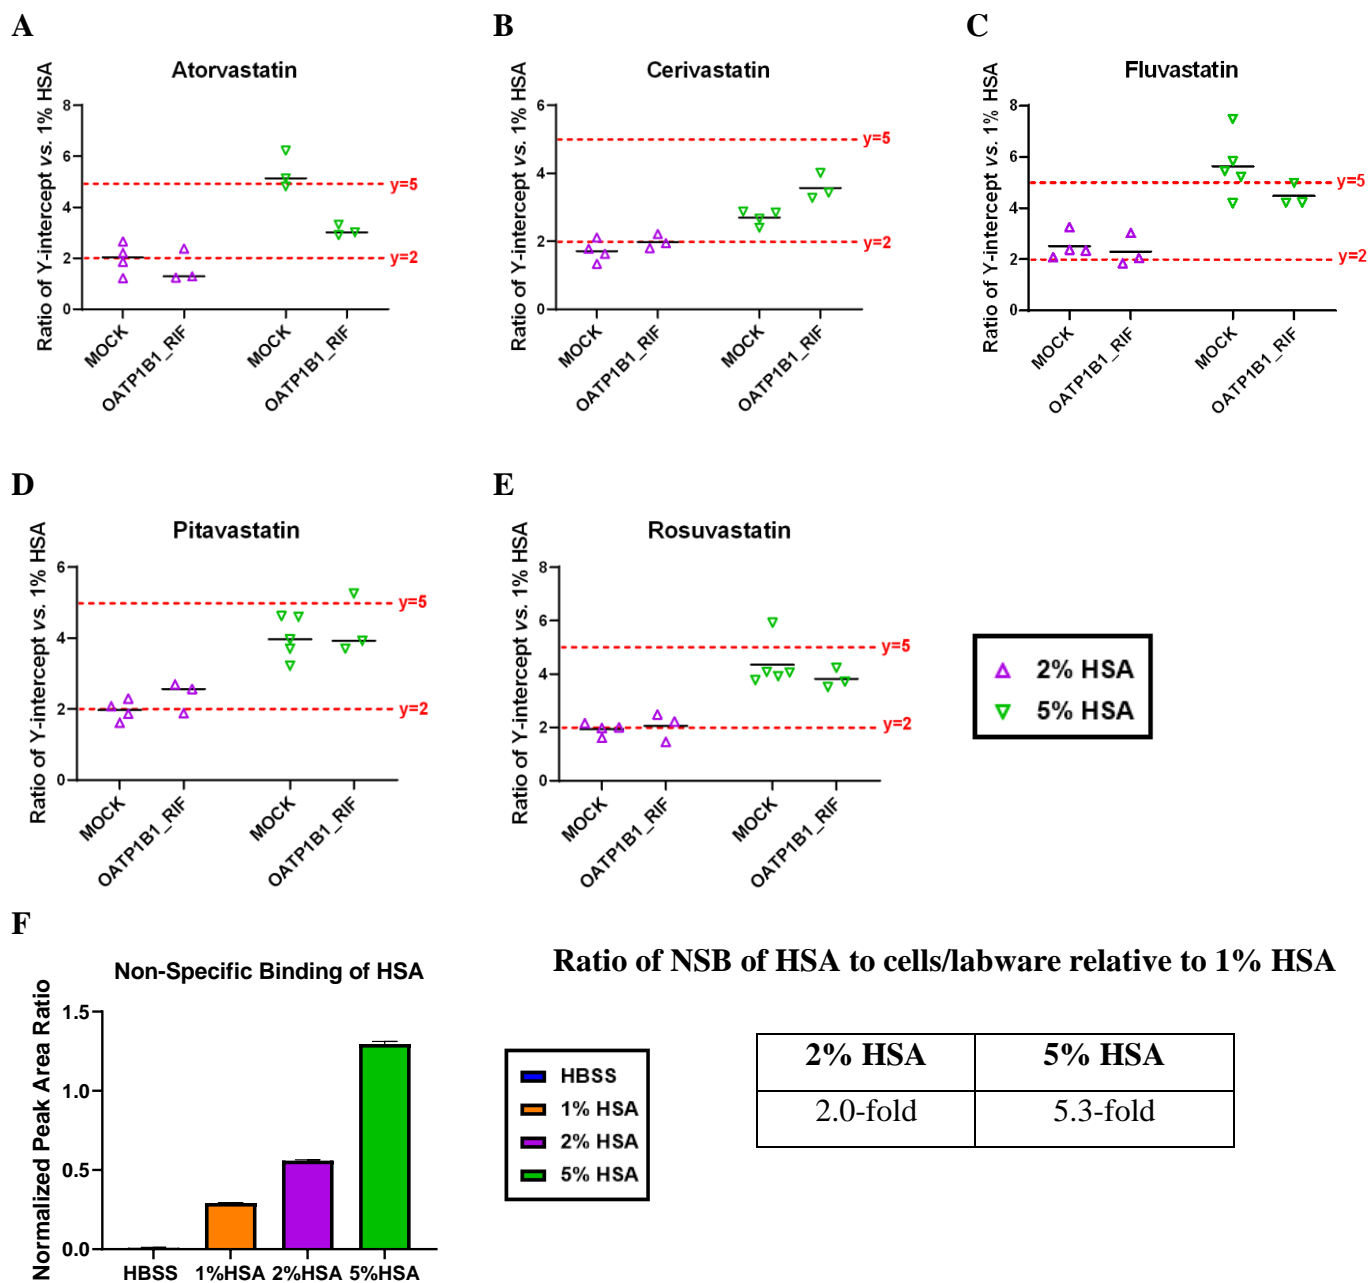 A
Atorvastatin
Ratio of Y-intercept vs. 1% HSA
8
6
4
2
0
y=5
y=2
MOCK
OATP1B1_RIF
MOCK
OATP1B1_RIF
B
Cerivastatin
Ratio of Y-intercept vs. 1% HSA
6
4
2
0
y=5
y=2
MOCK
OATP1B1_RIF
MOCK
OATP1B1_RIF
C
Fluvastatin
Ratio of Y-intercept vs. 1% HSA
8
6
4
2
0
y=5
y=2
MOCK
OATP1B1_RIF
MOCK
OATP1B1_RIF
D
Pitavastatin
Ratio of Y-intercept vs. 1% HSA
6
4
2
0
y=5
y=2
MOCK
OATP1B1_RIF
MOCK
OATP1B1_RIF
E
Rosuvastatin
Ratio of Y-intercept vs. 1% HSA
8
6
4
2
0
y=5
y=2
MOCK
OATP1B1_RIF
MOCK
OATP1B1_RIF
2% HSA
5% HSA
F
Non-Specific Binding of HSA
Normalized Peak Area Ratio
1.5
1.0
0.5
0.0
HBSS 1%HSA 2%HSA 5%HSA
HBSS
1% HSA
2% HSA
5% HSA
Ratio of NSB of HSA to cells/labware relative to 1% HSA
2% HSA 5% HSA
2.0-fold 5.3-fold